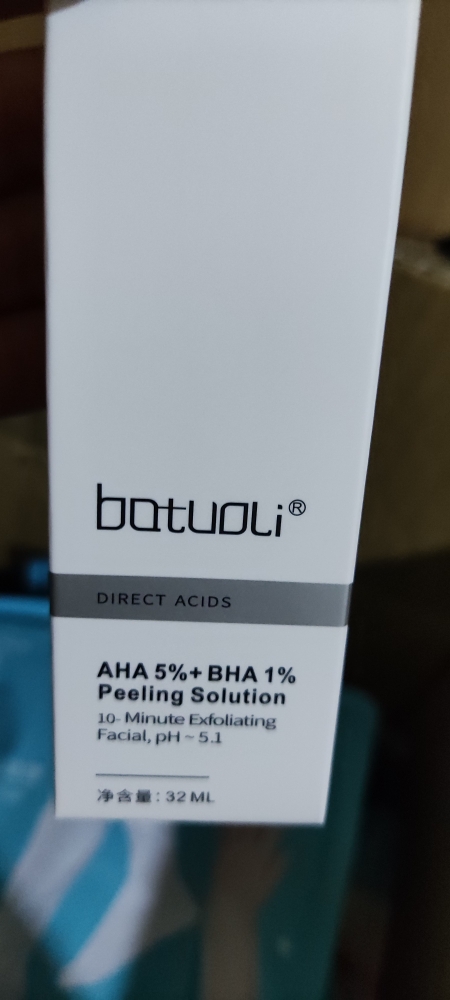 batuoli®
DIRECT ACIDS
AHA 5%+ BHA 1%
Peeling Solution
10- Minute Exfoliating
Facial, pH ~ 5.1
净含量: 32 ML